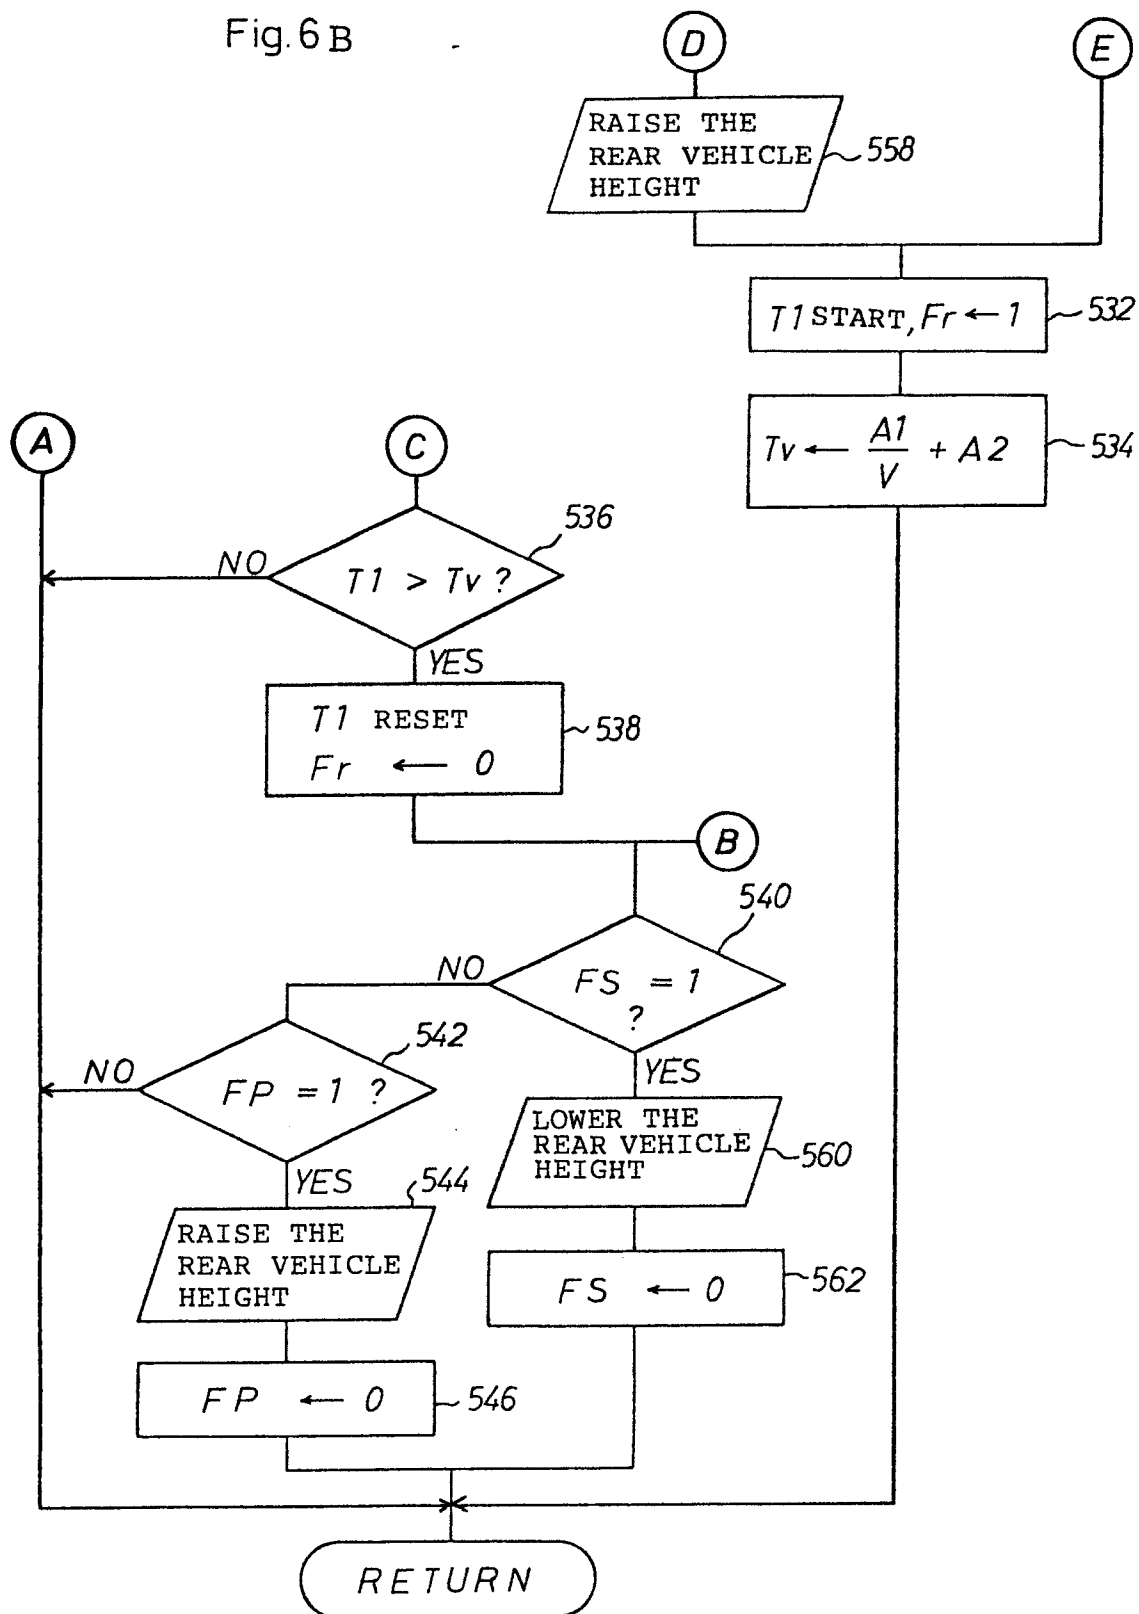 Fig. 6 B
D
E
RAISE THE
REAR VEHICLE
HEIGHT
558
T1 START, Fr ← 1
532
Tv ← A1/V + A2
534
A
C
536
NO
T1 > Tv ?
YES
T1 RESET
Fr ← 0
538
B
540
NO
FS = 1
?
542
NO
FP = 1 ?
YES
LOWER THE
REAR VEHICLE
HEIGHT
560
YES
544
RAISE THE
REAR VEHICLE
HEIGHT
FS ← 0
562
FP ← 0
546
RETURN